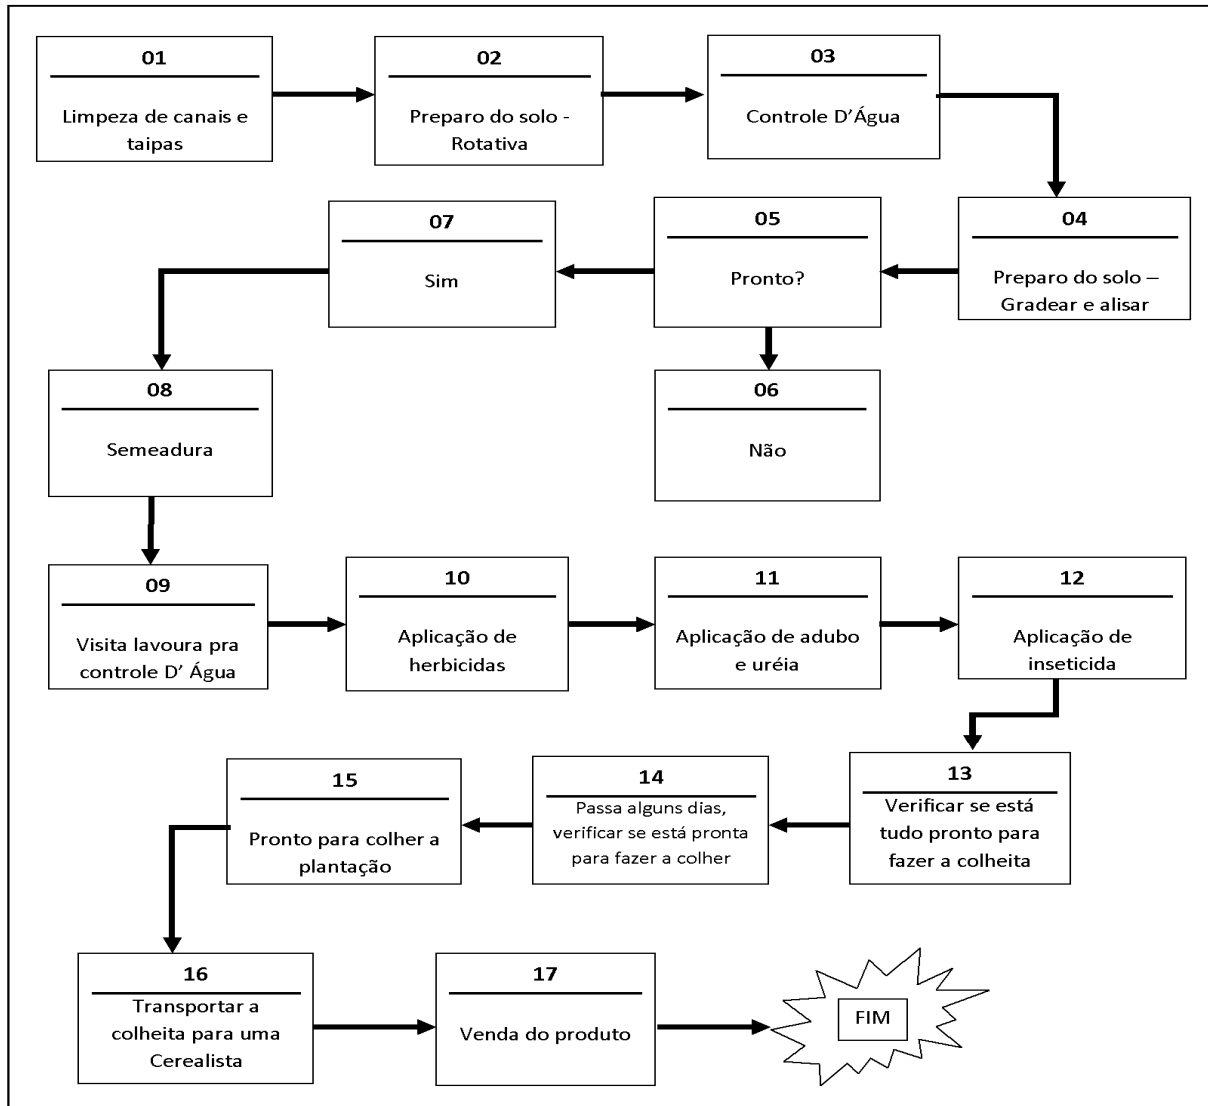 01
Limpeza de canais e
taipas
02
Preparo do solo -
Rotativa
03
Controle D’Água
04
Preparo do solo –
Gradear e alisar
05
Pronto?
06
Não
07
Sim
08
Semeadura
09
Visita lavoura pra
controle D’ Água
10
Aplicação de
herbicidas
11
Aplicação de adubo
e uréia
12
Aplicação de
inseticida
13
Verificar se está
tudo pronto para
fazer a colheita
14
Passa alguns dias,
verificar se está pronta
para fazer a colher
15
Pronto para colher a
plantação
16
Transportar a
colheita para uma
Cerealista
17
Venda do produto
FIM